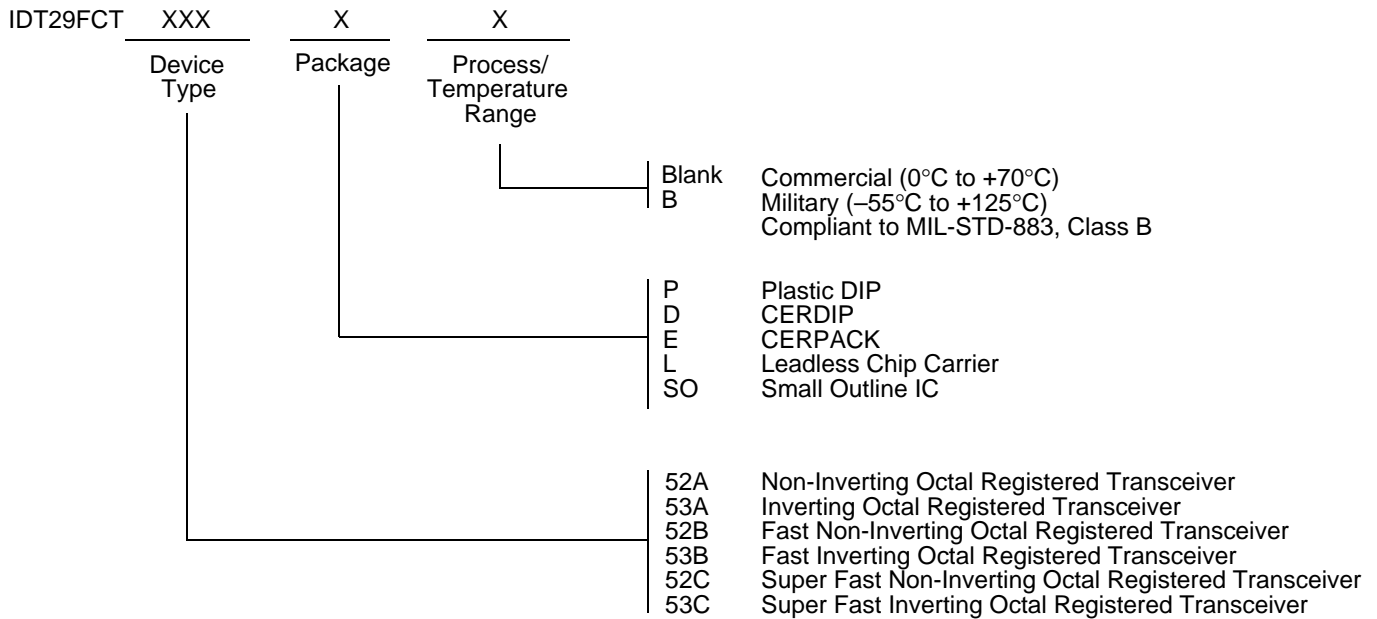 IDT29FCT XXX X X
Device Type
Package
Process/
Temperature
Range
Blank Commercial (0°C to +70°C)
B Military (–55°C to +125°C)
Compliant to MIL-STD-883, Class B
P Plastic DIP
D CERDIP
E CERPACK
L Leadless Chip Carrier
SO Small Outline IC
52A Non-Inverting Octal Registered Transceiver
53A Inverting Octal Registered Transceiver
52B Fast Non-Inverting Octal Registered Transceiver
53B Fast Inverting Octal Registered Transceiver
52C Super Fast Non-Inverting Octal Registered Transceiver
53C Super Fast Inverting Octal Registered Transceiver